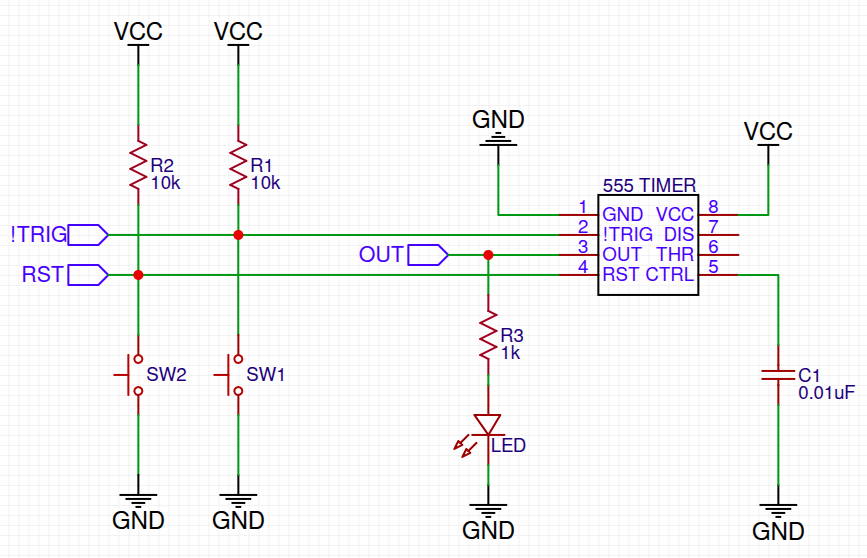 VCC
VCC
GND
VCC
R2
10k
R1
10k
555 TIMER
1
GND
VCC
8
!TRIG
2
!TRIG
DIS
7
OUT
3
OUT
THR
6
RST
4
RST
CTRL
5
R3
1k
SW2
SW1
C1
0.01uF
LED
GND
GND
GND
GND